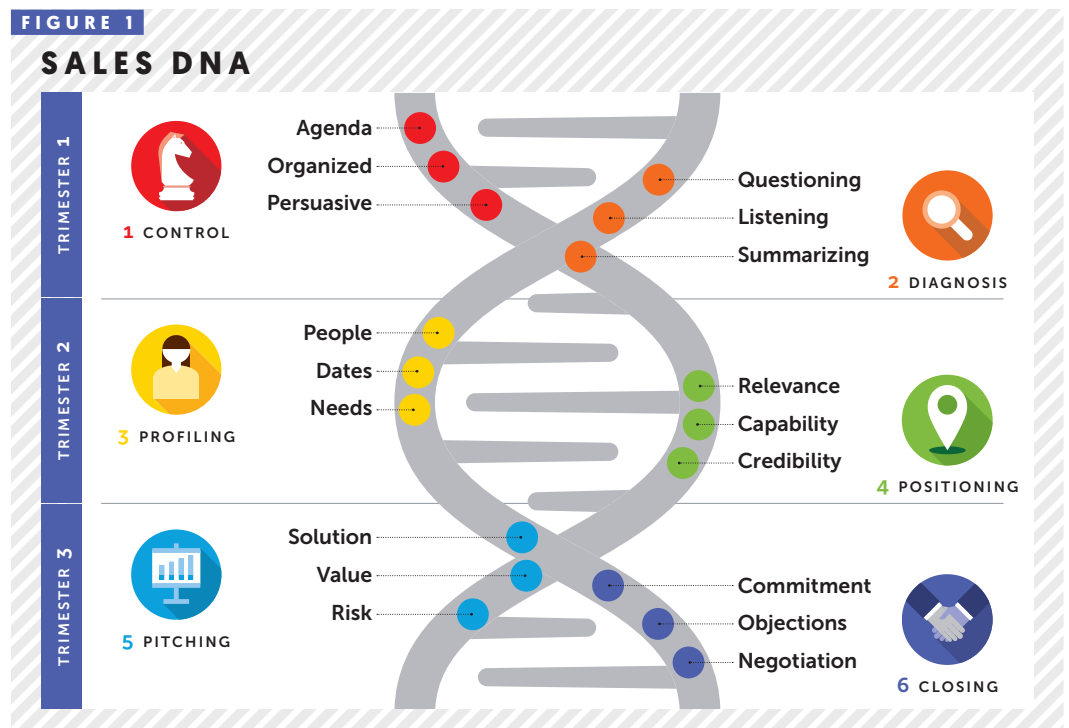 FIGURE 1
SALES DNA
TRIMESTER 1
Agenda
Organized
Persuasive
1 CONTROL
Questioning
Listening
Summarizing
2 DIAGNOSIS
TRIMESTER 2
People
Dates
Needs
3 PROFILING
Relevance
Capability
Credibility
4 POSITIONING
TRIMESTER 3
Solution
Value
Risk
5 PITCHING
Commitment
Objections
Negotiation
6 CLOSING